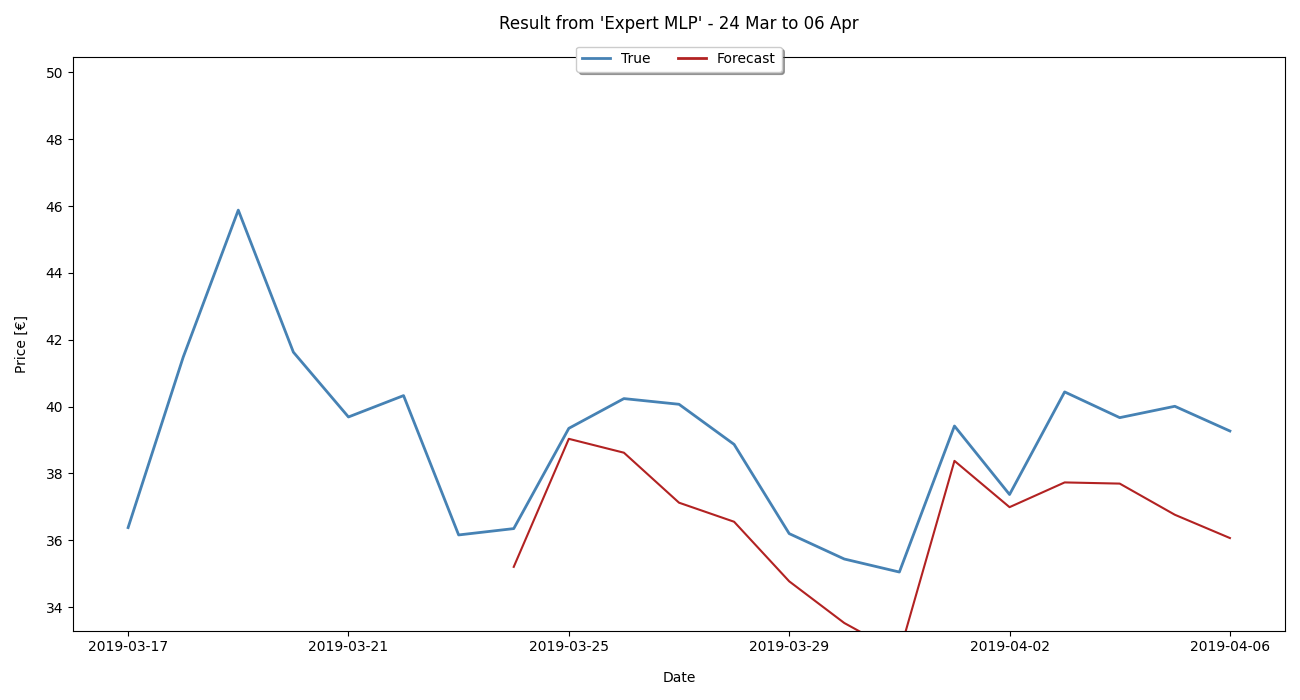 Result from 'Expert MLP' - 24 Mar to 06 Apr
True Forecast
50
48
46
44
42
40
38
36
34
Price [€]
2019-03-17 2019-03-21 2019-03-25 2019-03-29 2019-04-02 2019-04-06
Date